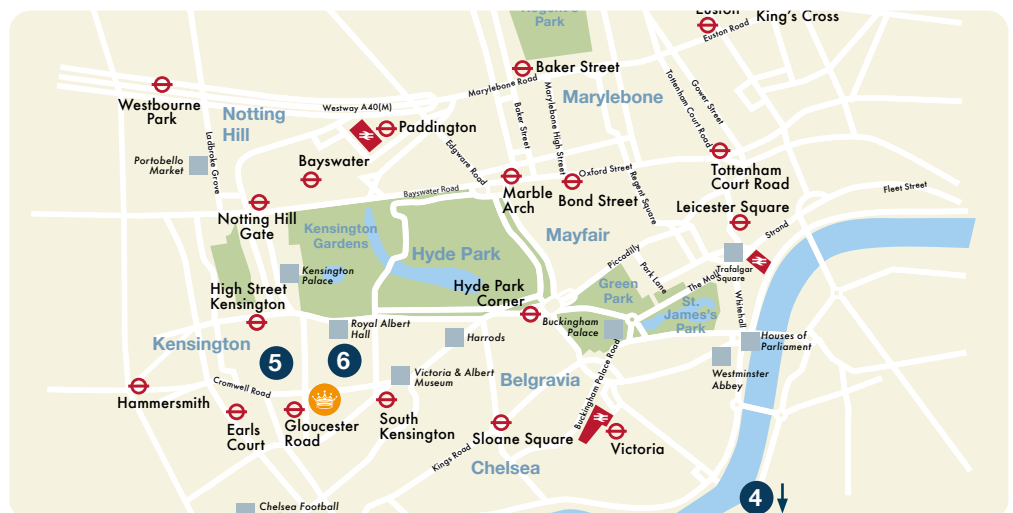 Regent's
Park
Euston
King's Cross
Euston Road
Baker Street
Marylebone Road
Marylebone
Westbourne
Park
Notting
Hill
Westway A40(M)
Paddington
Baker Street
Marylebone High Street
Tottenham Court Road
Gower Street
Portobello
Market
Ladbroke Grove
Bayswater
Edgware Road
Oxford Street
Tottenham
Court Road
Bayswater Road
Marble
Arch
Bond Street
Regent Square
Fleet Street
Leicester Square
Notting Hill
Gate
Kensington
Gardens
Hyde Park
Mayfair
Piccadilly
Strand
Trafalgar
Square
Kensington
Palace
Park Lane
The Mall
High Street
Kensington
Hyde Park
Corner
Green
Park
St.
James's
Park
Whitehall
Royal Albert
Hall
Harrods
Buckingham
Palace
Houses of
Parliament
Kensington
5
6
Victoria & Albert
Museum
Belgravia
Buckingham Palace Road
Westminster
Abbey
Hammersmith
Cromwell Road
Earls
Court
Gloucester
Road
South
Kensington
Sloane Square
Victoria
Kings Road
Chelsea
4
Chelsea Football